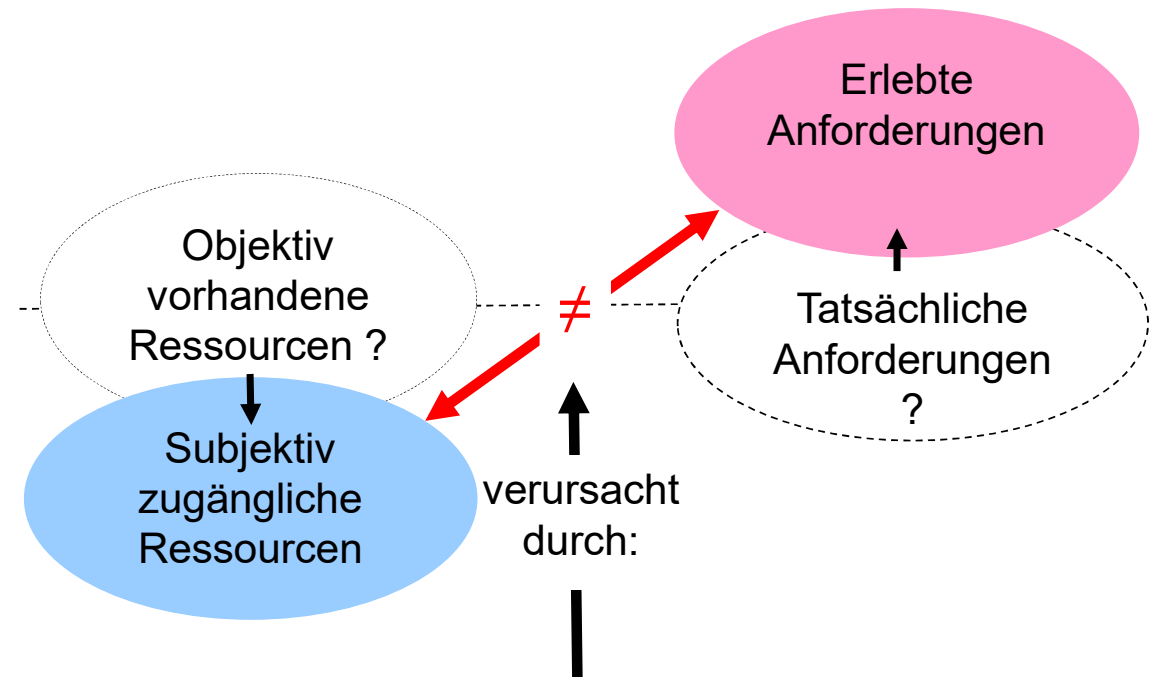 Erlebte
Anforderungen
Objektiv
vorhandene
Ressourcen ?
≠
Tatsächliche
Anforderungen
?
Subjektiv
zugängliche
Ressourcen
verursacht
durch: